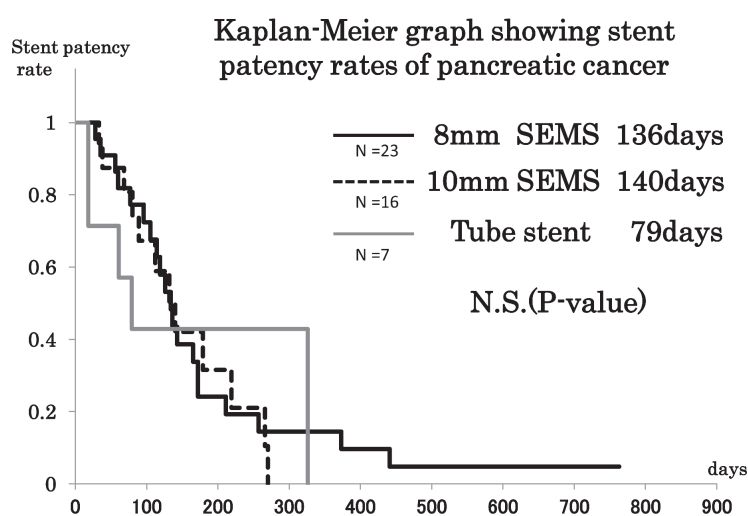 Kaplan-Meier graph showing stent
patency rates of pancreatic cancer
Stent patency
rate
8mm SEMS 136days
N =23
10mm SEMS 140days
N =16
Tube stent 79days
N =7
N.S.(P-value)
1
0.8
0.6
0.4
0.2
0
days
0 100 200 300 400 500 600 700 800 900